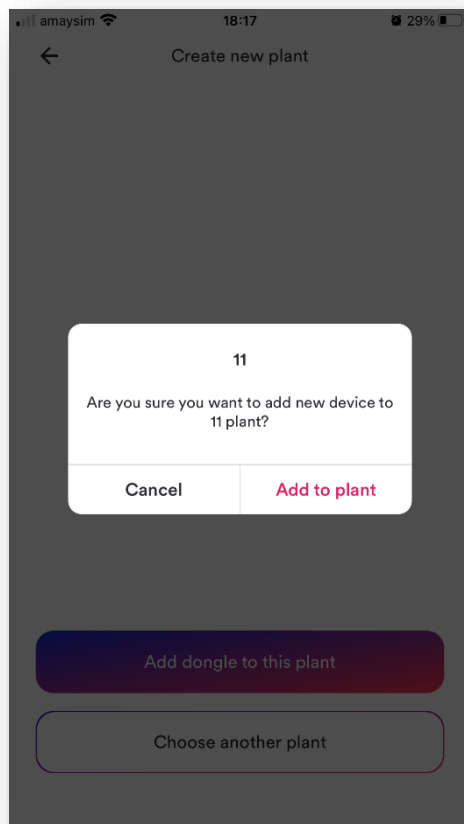 amaysim 18:17 29%
Create new plant
11
Are you sure you want to add new device to
11 plant?
Cancel Add to plant
Add dongle to this plant
Choose another plant